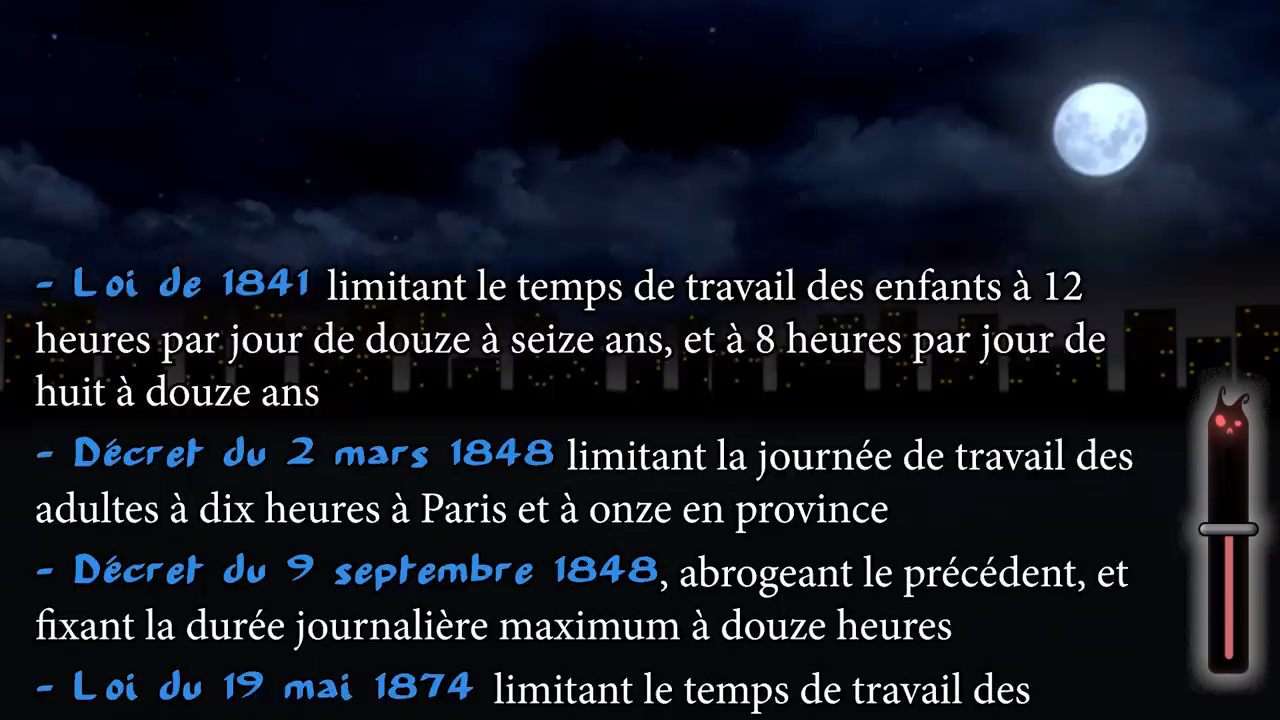 - Loi de 1841 limitant le temps de travail des enfants à 12
heures par jour de douze à seize ans, et à 8 heures par jour de
huit à douze ans
- Décret du 2 mars 1848 limitant la journée de travail des
adultes à dix heures à Paris et à onze en province
- Décret du 9 septembre 1848, abrogeant le précédent, et
fixant la durée journalière maximum à douze heures
- Loi du 19 mai 1874 limitant le temps de travail des